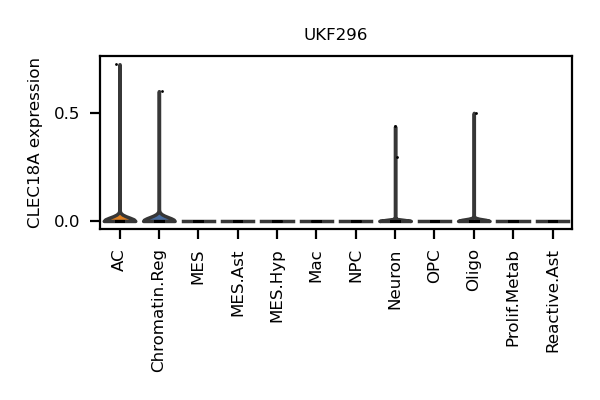 UKF296
CLEC18A expression
0.5
0.0
AC
Chromatin.Reg
MES
MES.Ast
MES.Hyp
Mac
NPC
Neuron
OPC
Oligo
Prolif.Metab
Reactive.Ast